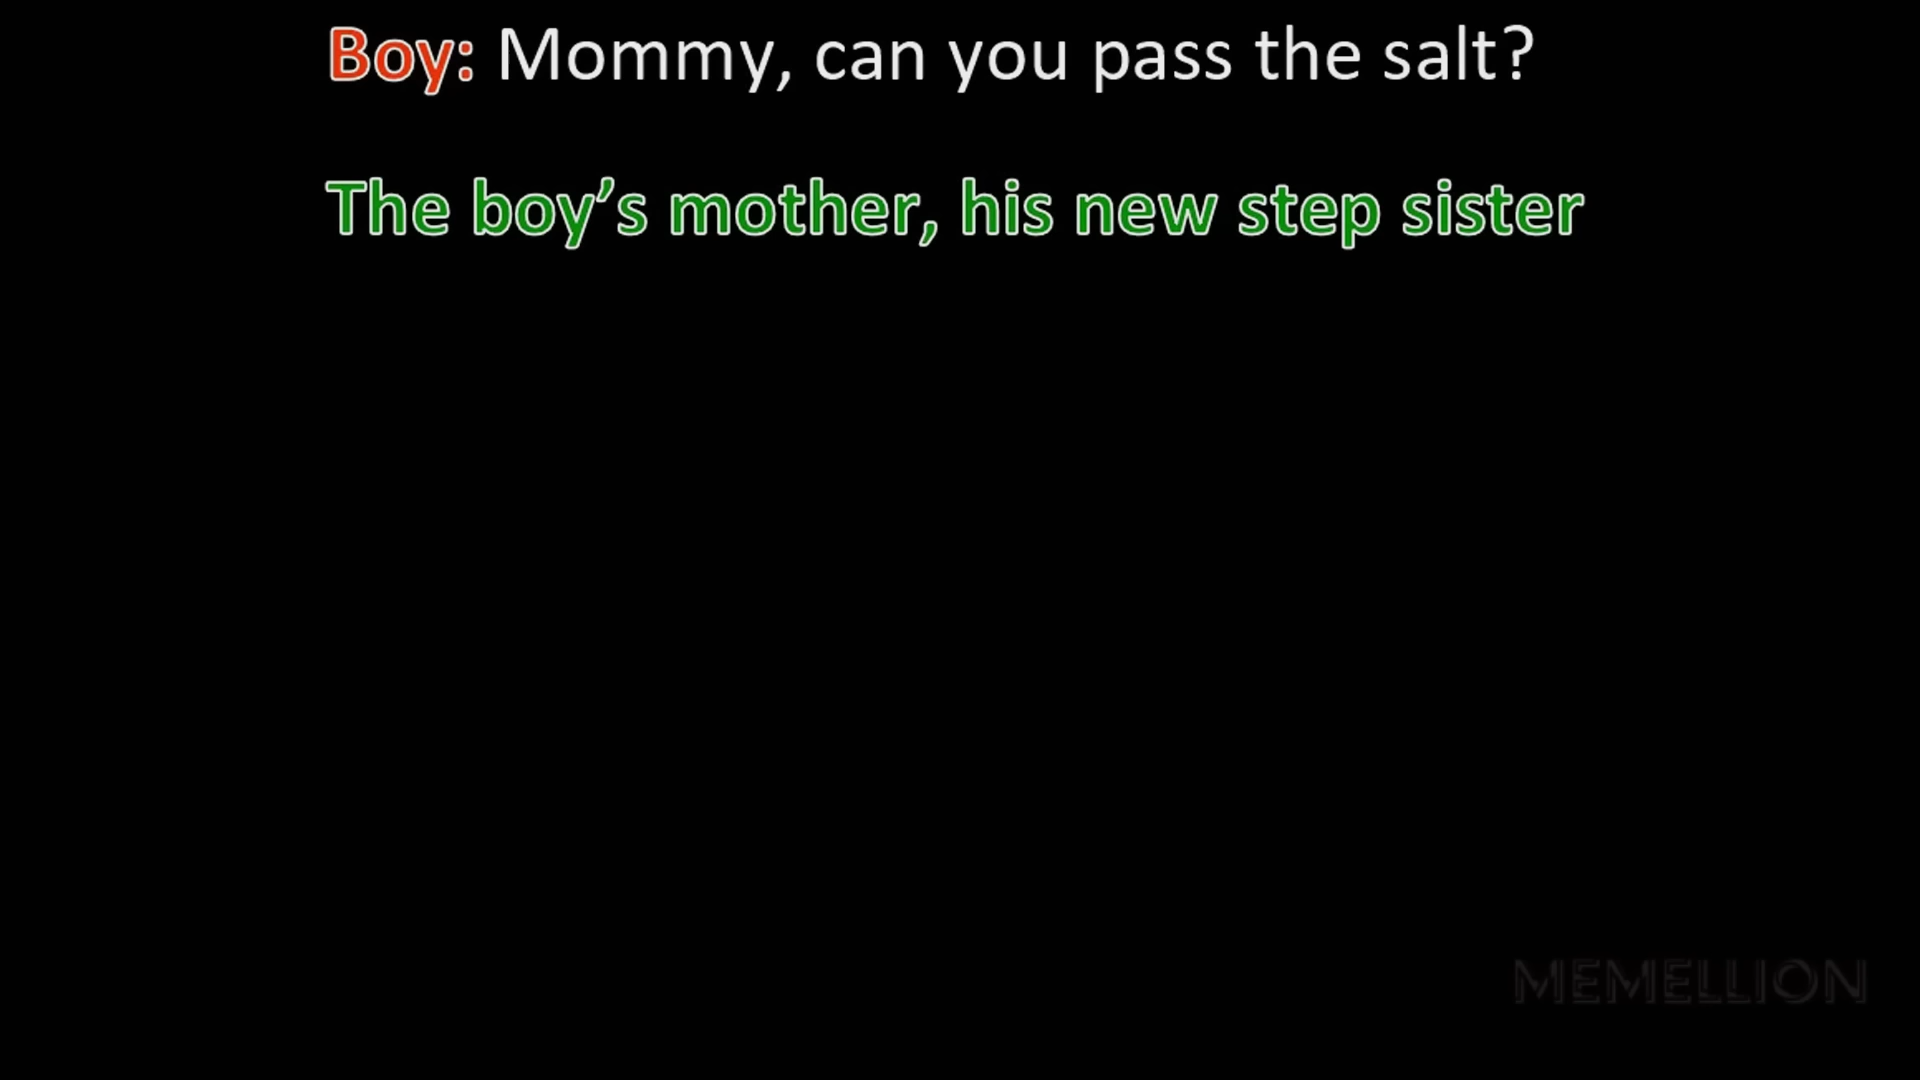 Boy: Mommy, can you pass the salt?
The boy’s mother, his new step sister
MEMELLION